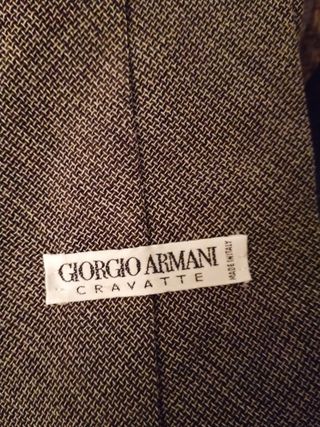 GIORGIO ARMANI
CRAVATTE
MADE IN ITALY